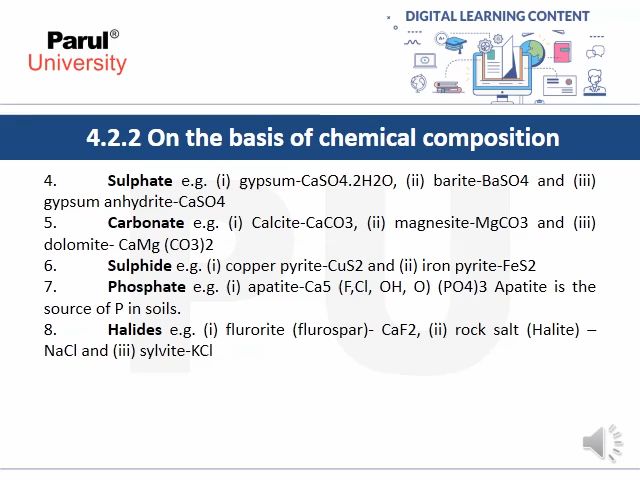 DIGITAL LEARNING CONTENT
Parul®
University
4.2.2 On the basis of chemical composition
4. Sulphate e.g. (i) gypsum-CaSO4.2H2O, (ii) barite-BaSO4 and (iii)
gypsum anhydrite-CaSO4
5. Carbonate e.g. (i) Calcite-CaCO3, (ii) magnesite-MgCO3 and (iii)
dolomite- CaMg (CO3)2
6. Sulphide e.g. (i) copper pyrite-CuS2 and (ii) iron pyrite-FeS2
7. Phosphate e.g. (i) apatite-Ca5 (F,Cl, OH, O) (PO4)3 Apatite is the
source of P in soils.
8. Halides e.g. (i) flurorite (flurospar)- CaF2, (ii) rock salt (Halite) –
NaCl and (iii) sylvite-KCl